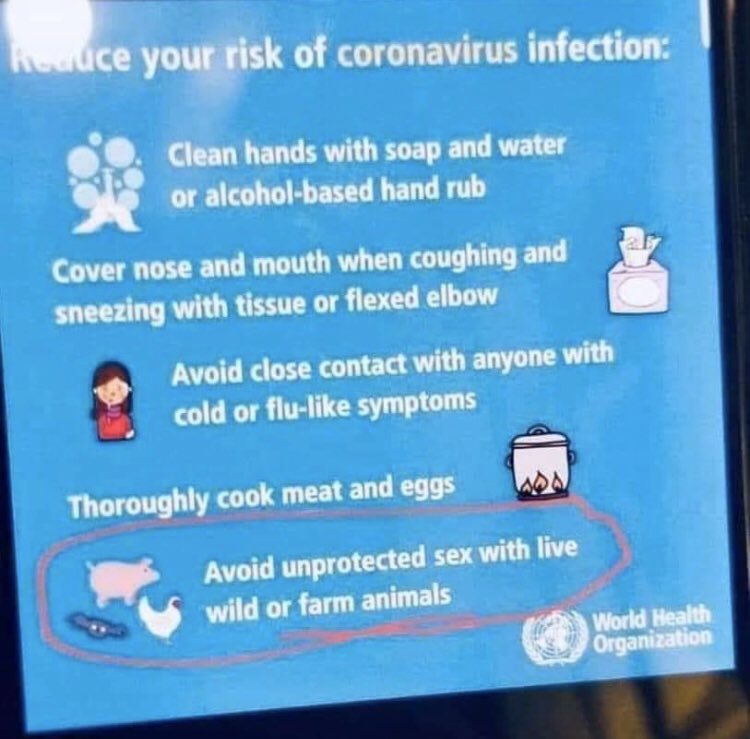 Reduce your risk of coronavirus infection:
Clean hands with soap and water
or alcohol-based hand rub
Cover nose and mouth when coughing and
sneezing with tissue or flexed elbow
Avoid close contact with anyone with
cold or flu-like symptoms
Thoroughly cook meat and eggs
Avoid unprotected sex with live
wild or farm animals
World Health
Organization